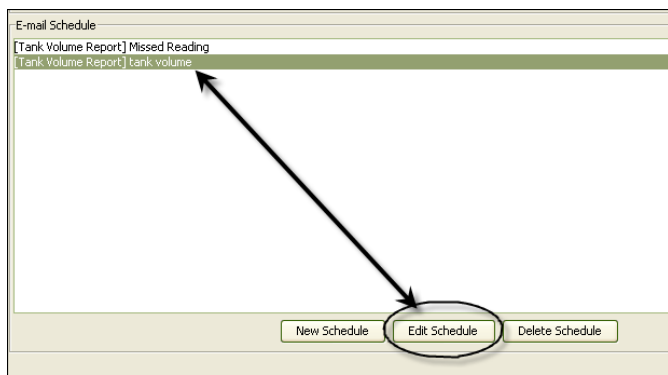 E-mail Schedule
[Tank Volume Report] Missed Reading
[Tank Volume Report] tank volume
New Schedule Edit Schedule Delete Schedule